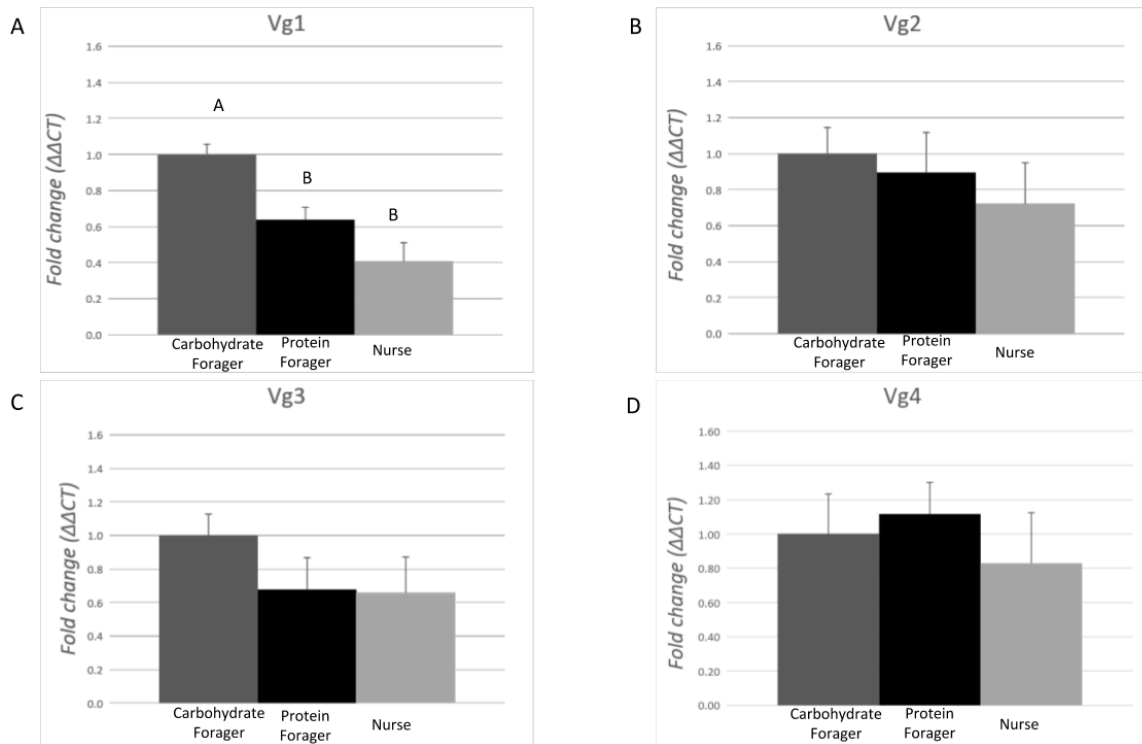 A
Vg1
Fold change (ΔΔCT)
1.6
1.4
1.2
1.0
0.8
0.6
0.4
0.2
0.0
A
B
B
Carbohydrate
Forager
Protein
Forager
Nurse
B
Vg2
Fold change (ΔΔCT)
1.6
1.4
1.2
1.0
0.8
0.6
0.4
0.2
0.0
Carbohydrate
Forager
Protein
Forager
Nurse
C
Vg3
Fold change (ΔΔCT)
1.6
1.4
1.2
1.0
0.8
0.6
0.4
0.2
0.0
Carbohydrate
Forager
Protein
Forager
Nurse
D
Vg4
Fold change (ΔΔCT)
1.60
1.40
1.20
1.00
0.80
0.60
0.40
0.20
0.00
Carbohydrate
Forager
Protein
Forager
Nurse